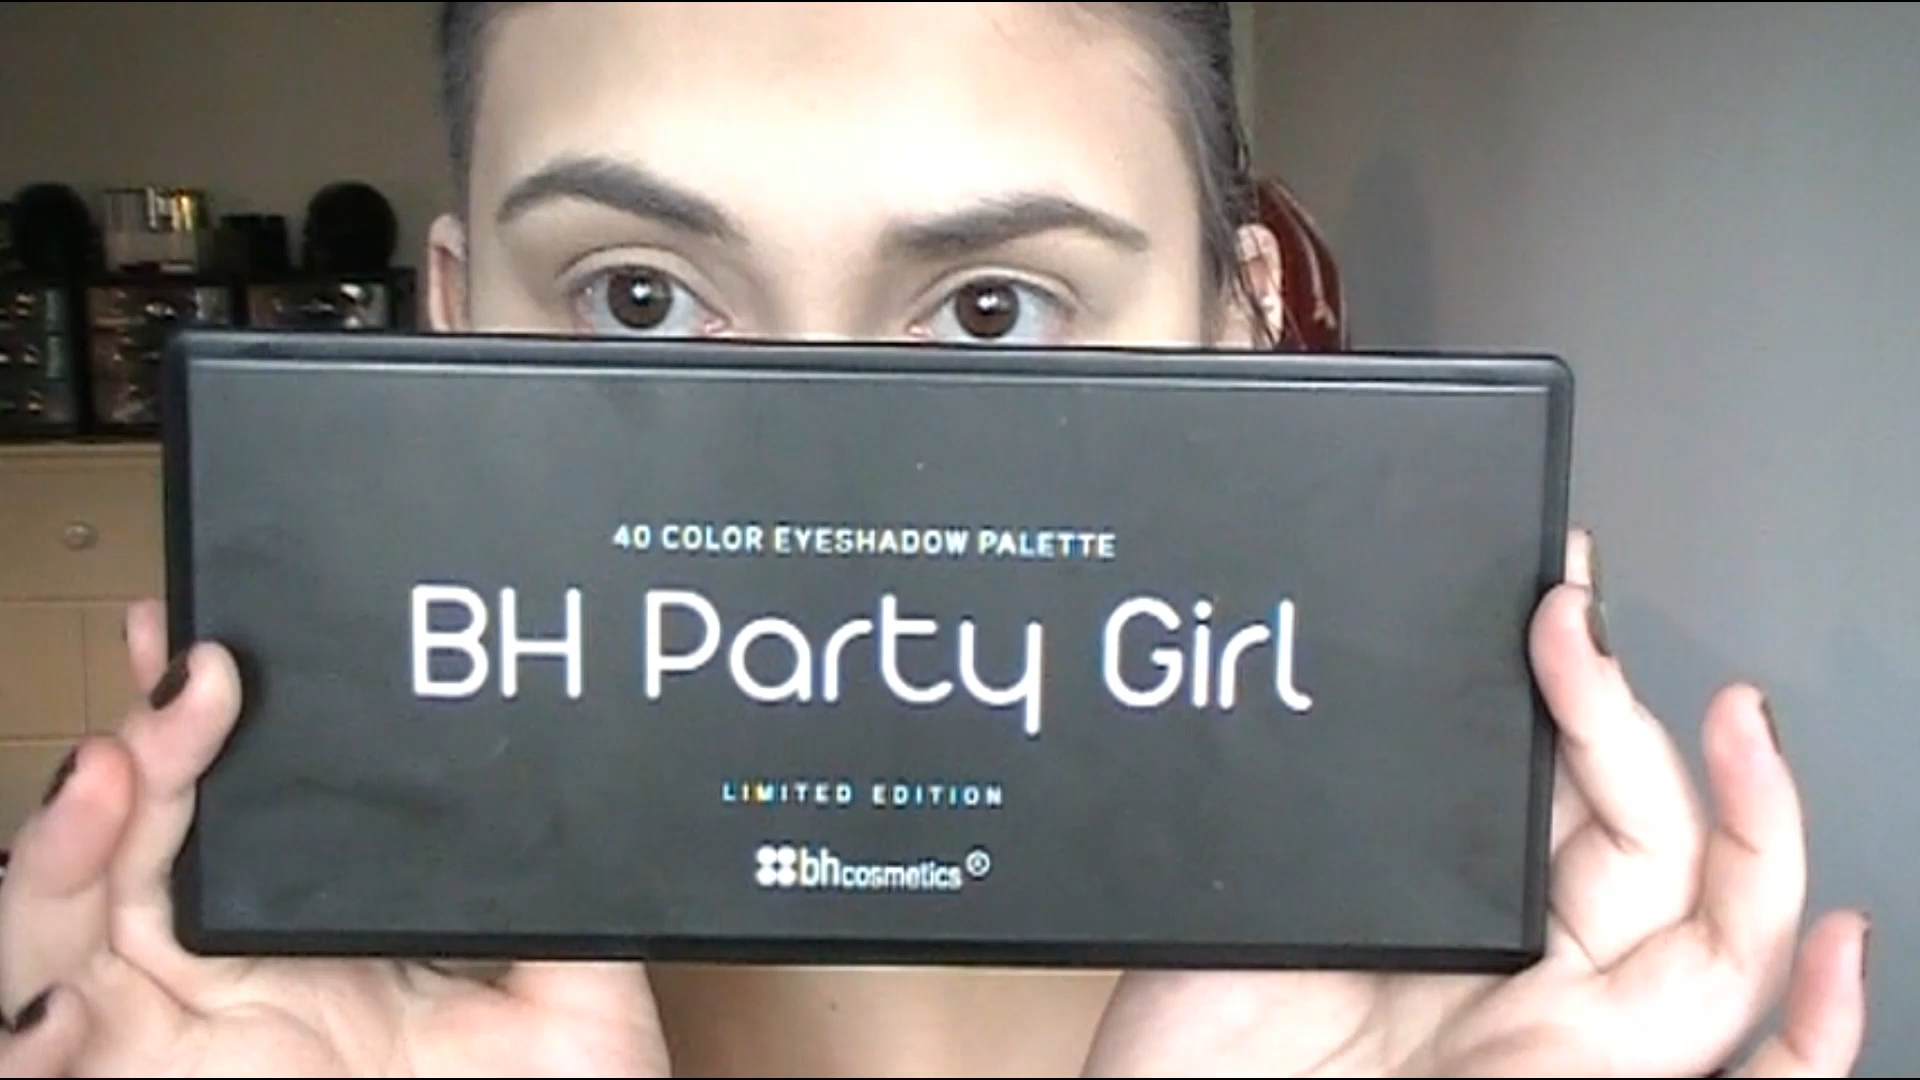 40 COLOR EYESHADOW PALETTE
BH Party Girl
LIMITED EDITION
bhcosmetics®